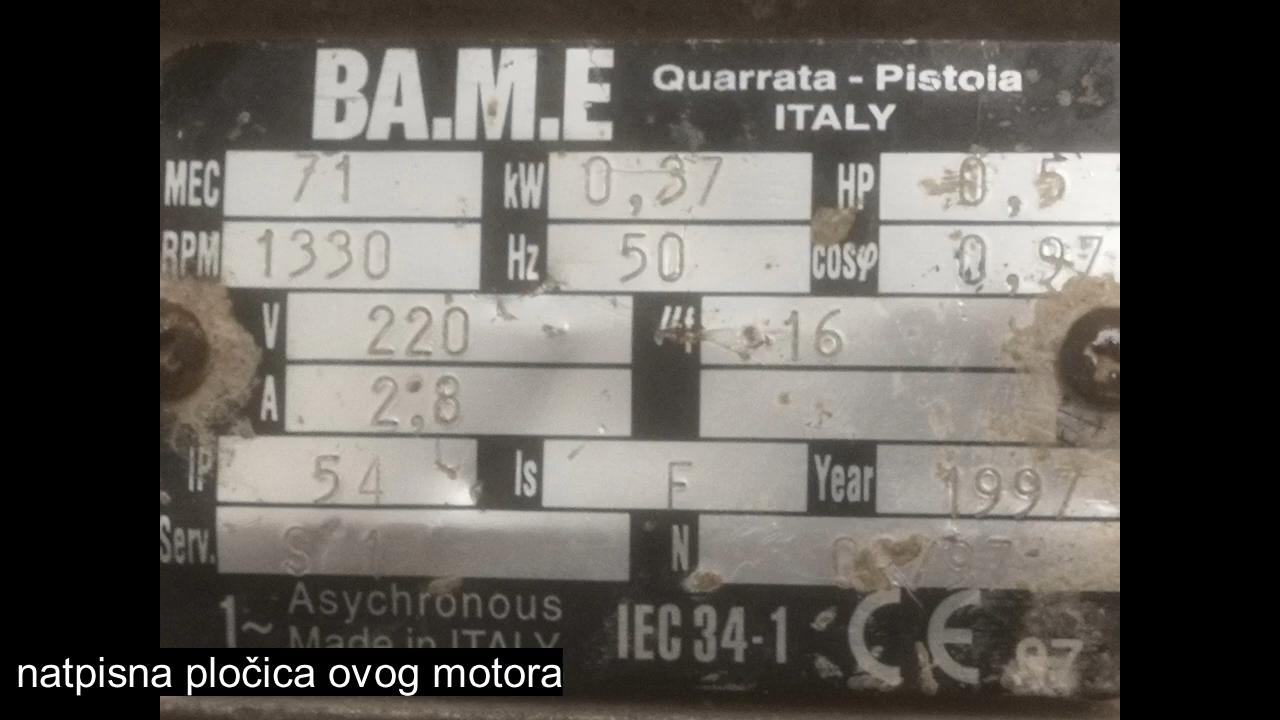 BA.M.E Quarrata - Pistoia
ITALY
MEC 71 kW 0,37 HP 0,5
RPM 1330 Hz 50 cosφ 0,97
V 220 µf 16
A 2,8
IP 54 Is F Year 1997
Serv. S 1 N
1~ Asychronous
Made in ITALY
IEC 34-1 CE 97
natpisna pločica ovog motora